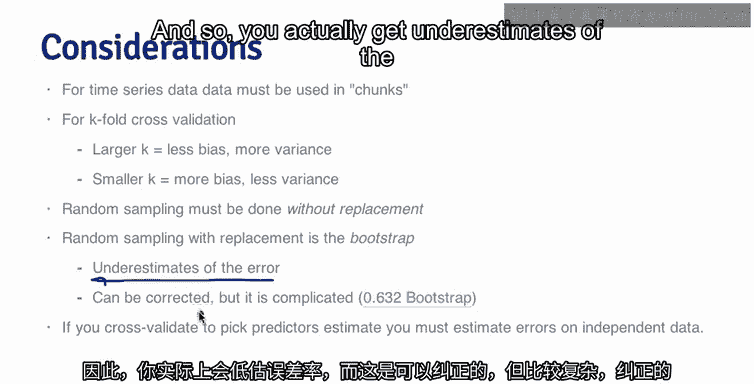 And so, you actually get underestimates of
the
Considerations
· For time series data data must be used in "chunks"
· For k-fold cross validation
- Larger k = less bias, more variance
- Smaller k = more bias, less variance
· Random sampling must be done without replacement
· Random sampling with replacement is the bootstrap
- Underestimates of the error
- Can be corrected, but it is complicated (0.632 Bootstrap)
· If you cross-validate to pick predictors estimate you must estimate errors on independent data.
因此，你实际上会低估误差率，而这是可以纠正的，但比较复杂，纠正的